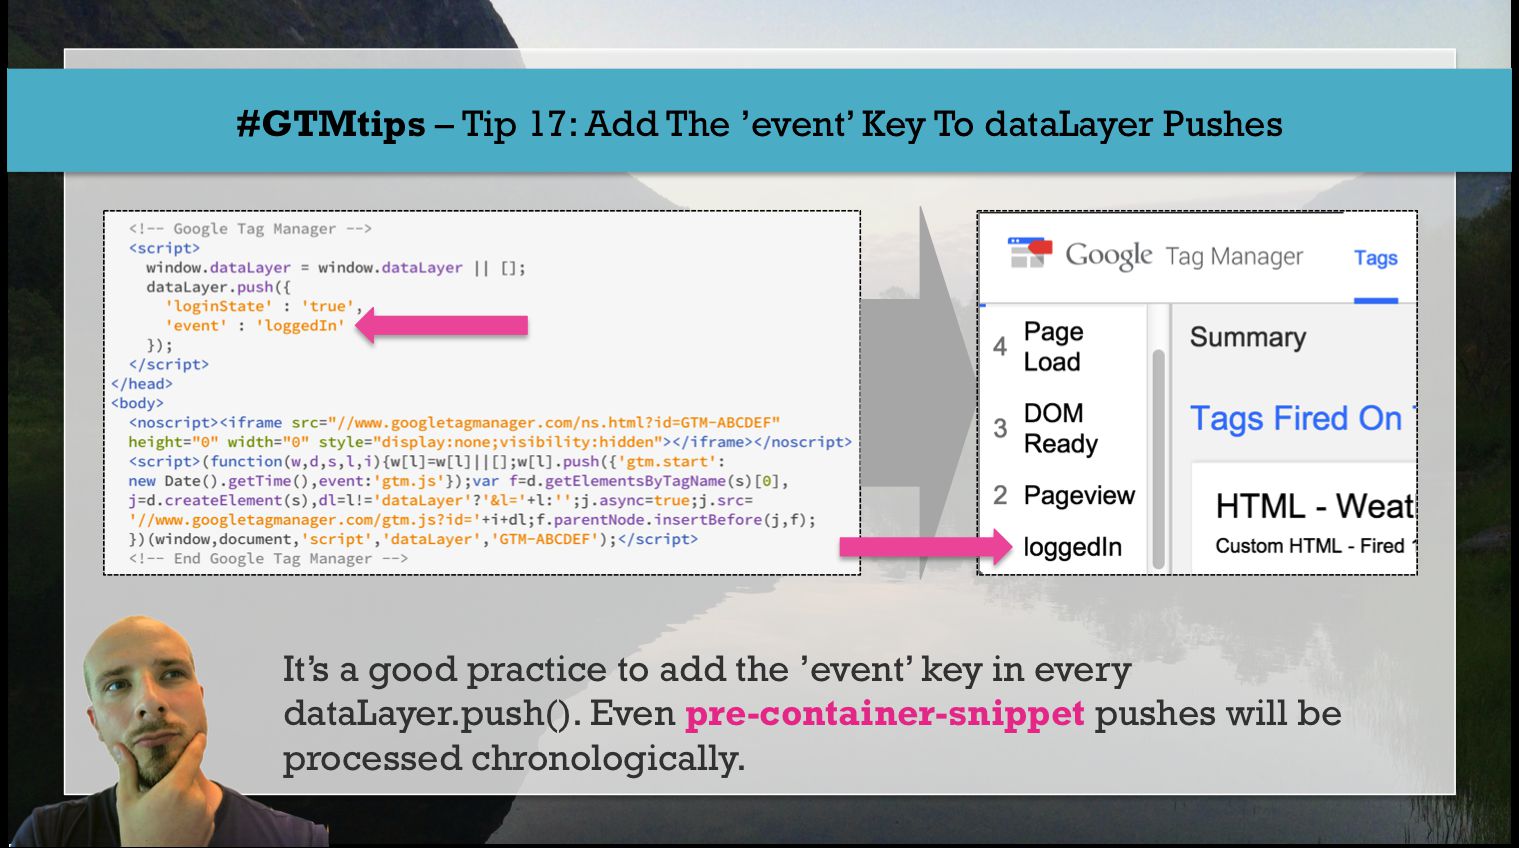 #GTMtips – Tip 17: Add The ’event’ Key To dataLayer Pushes
<!-- Google Tag Manager -->
<script>
window.dataLayer = window.dataLayer || [];
dataLayer.push({
'loginState' : 'true',
'event' : 'loggedIn'
});
</script>
</head>
<body>
<noscript><iframe src="//www.googletagmanager.com/ns.html?id=GTM-ABCDEF"
height="0" width="0" style="display:none;visibility:hidden"></iframe></noscript>
<script>(function(w,d,s,l,i){w[l]=w[l]||[];w[l].push({'gtm.start':
new Date().getTime(),event:'gtm.js'});var f=d.getElementsByTagName(s)[0],
j=d.createElement(s),dl=l!='dataLayer'?'&l='+l:'';j.async=true;j.src=
'//www.googletagmanager.com/gtm.js?id='+i+dl;f.parentNode.insertBefore(j,f);
})(window,document,'script','dataLayer','GTM-ABCDEF');</script>
<!-- End Google Tag Manager -->
Google Tag Manager
Tags
4 Page
Load
3 DOM
Ready
2 Pageview
loggedIn
Summary
Tags Fired On
HTML - Weat
Custom HTML - Fired
It’s a good practice to add the ’event’ key in every
dataLayer.push(). Even pre-container-snippet pushes will be
processed chronologically.